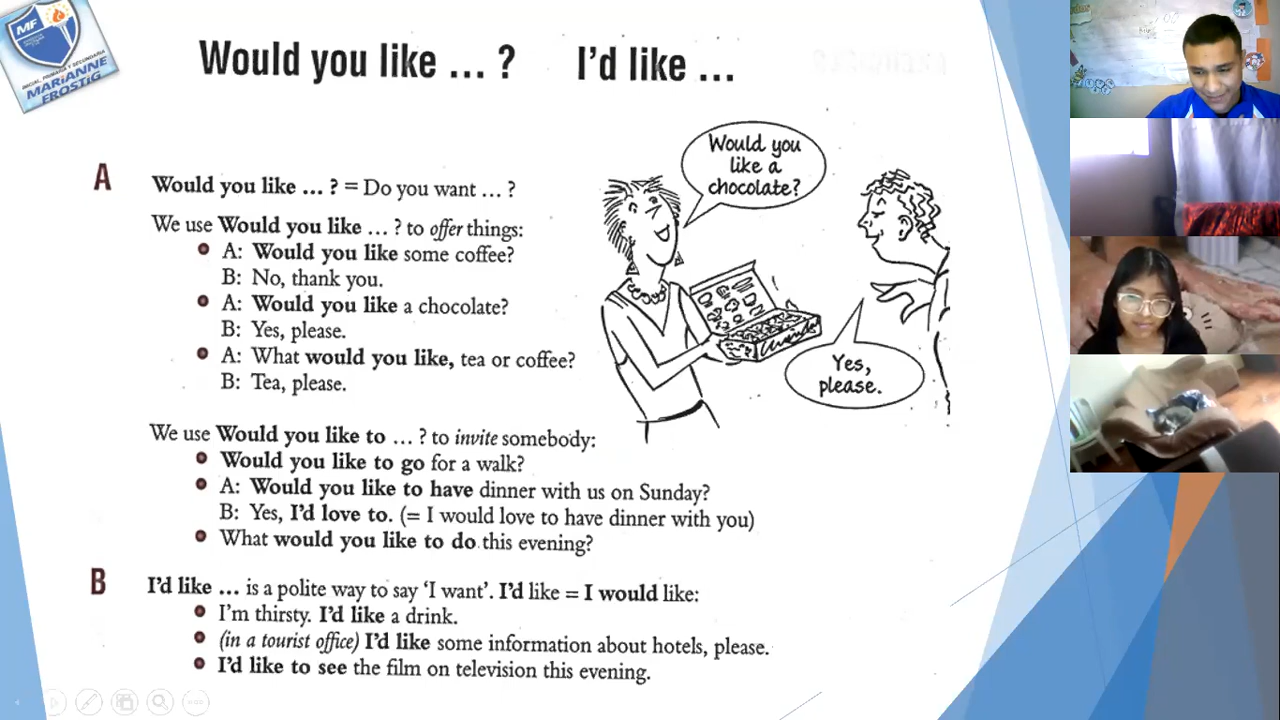 MF
INICIAL, PRIMARIA Y SECUNDARIA
MARiANNE
FROSTiG
Would you like ... ? I'd like ...
Would you
like a
chocolate?
Yes,
please.
A
Would you like ... ? = Do you want ... ?
We use Would you like ... ? to offer things:
• A: Would you like some coffee?
B: No, thank you.
• A: Would you like a chocolate?
B: Yes, please.
• A: What would you like, tea or coffee?
B: Tea, please.
We use Would you like to ... ? to invite somebody:
• Would you like to go for a walk?
• A: Would you like to have dinner with us on Sunday?
B: Yes, I'd love to. (= I would love to have dinner with you)
• What would you like to do this evening?
B
I'd like ... is a polite way to say 'I want'. I'd like = I would like:
• I'm thirsty. I'd like a drink.
• (in a tourist office) I'd like some information about hotels, please.
• I'd like to see the film on television this evening.